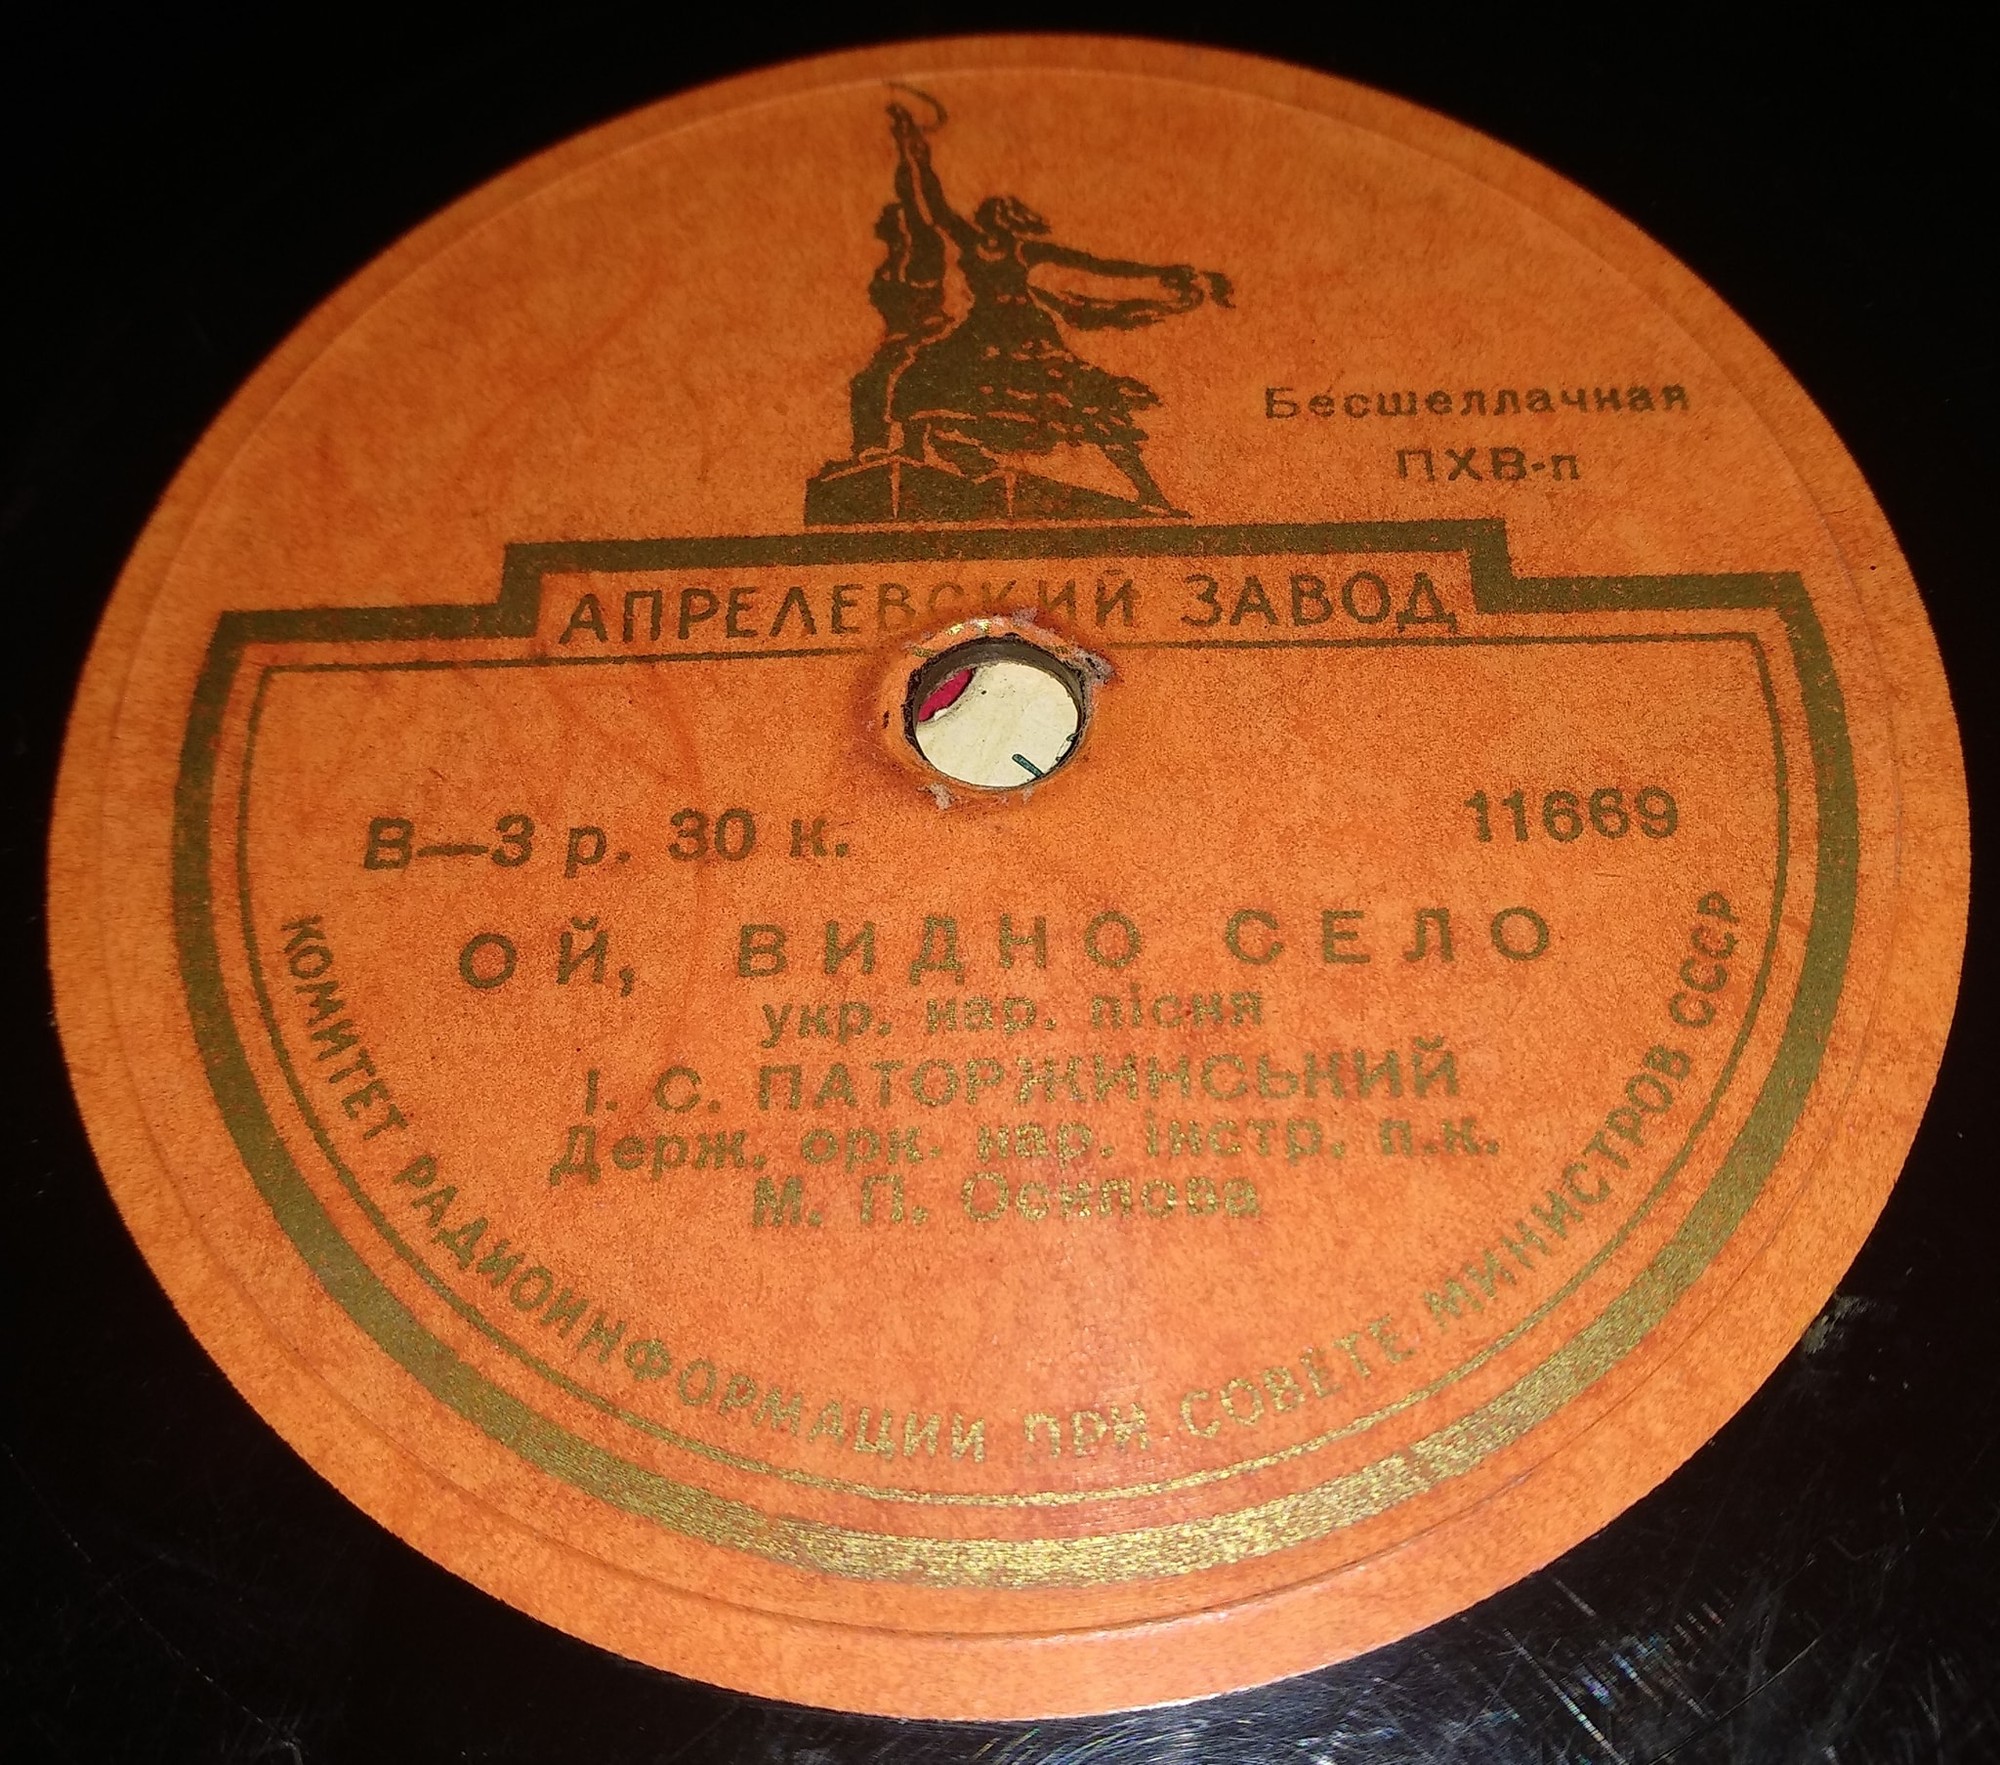 Бесшеллачная
ПХВ-п
АПРЕЛЕВСКИЙ ЗАВОД
В—3 р. 30 к.
11669
ОЙ, ВИДНО СЕЛО
укр. нар. пісня
І. С. ПАТОРЖИНСЬКИЙ
Держ. орк. нар. інстр. п.к.
М. П. Осипова
КОМИТЕТ РАДИОИНФОРМАЦИИ ПРИ СОВЕТЕ МИНИСТРОВ СССР